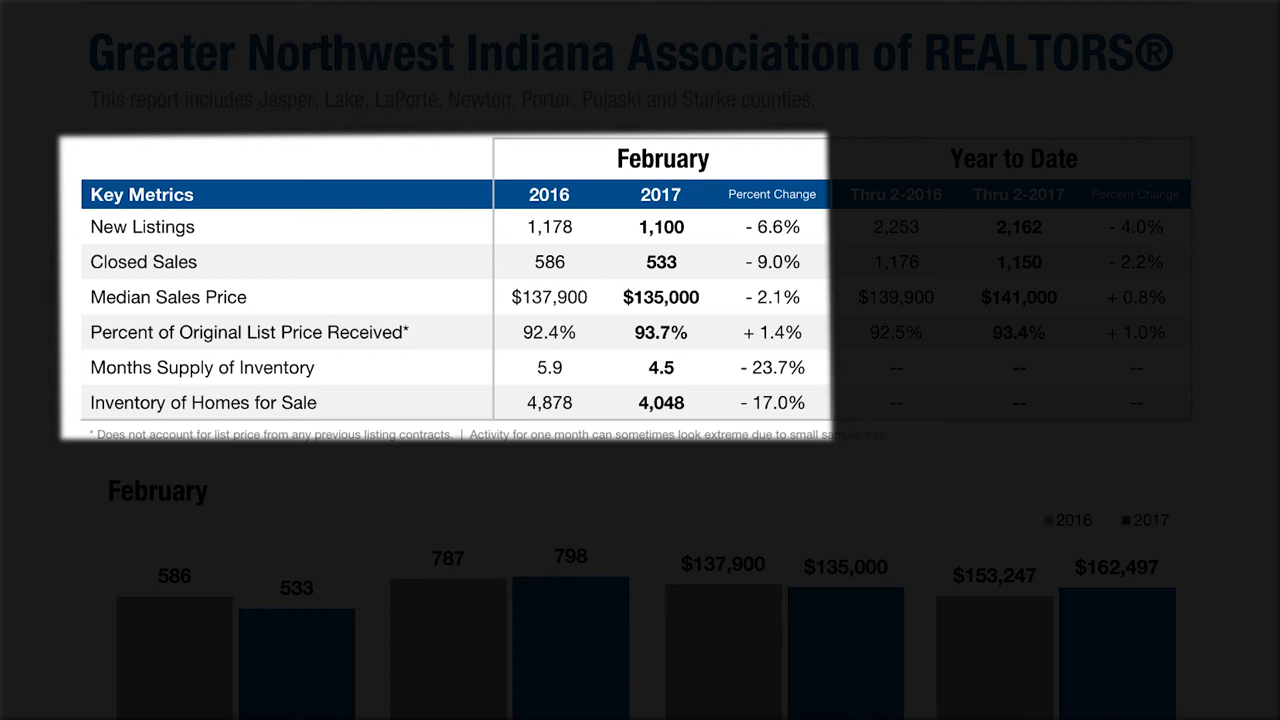 Greater Northwest Indiana Association of REALTORS®
This report includes Jasper, Lake, LaPorte, Newton, Porter, Pulaski and Starke counties.
February Year to Date
Key Metrics 2016 2017 Percent Change Thru 2-2016 Thru 2-2017 Percent Change
New Listings 1,178 1,100 - 6.6% 2,253 2,162 - 4.0%
Closed Sales 586 533 - 9.0% 1,176 1,150 - 2.2%
Median Sales Price $137,900 $135,000 - 2.1% $139,900 $141,000 + 0.8%
Percent of Original List Price Received* 92.4% 93.7% + 1.4% 92.5% 93.4% + 1.0%
Months Supply of Inventory 5.9 4.5 - 23.7% -- -- --
Inventory of Homes for Sale 4,878 4,048 - 17.0% -- -- --
* Does not account for list price from any previous listing contracts. | Activity for one month can sometimes look extreme due to small sample size.
February
2016 2017
586 533 787 798 $137,900 $135,000 $153,247 $162,497